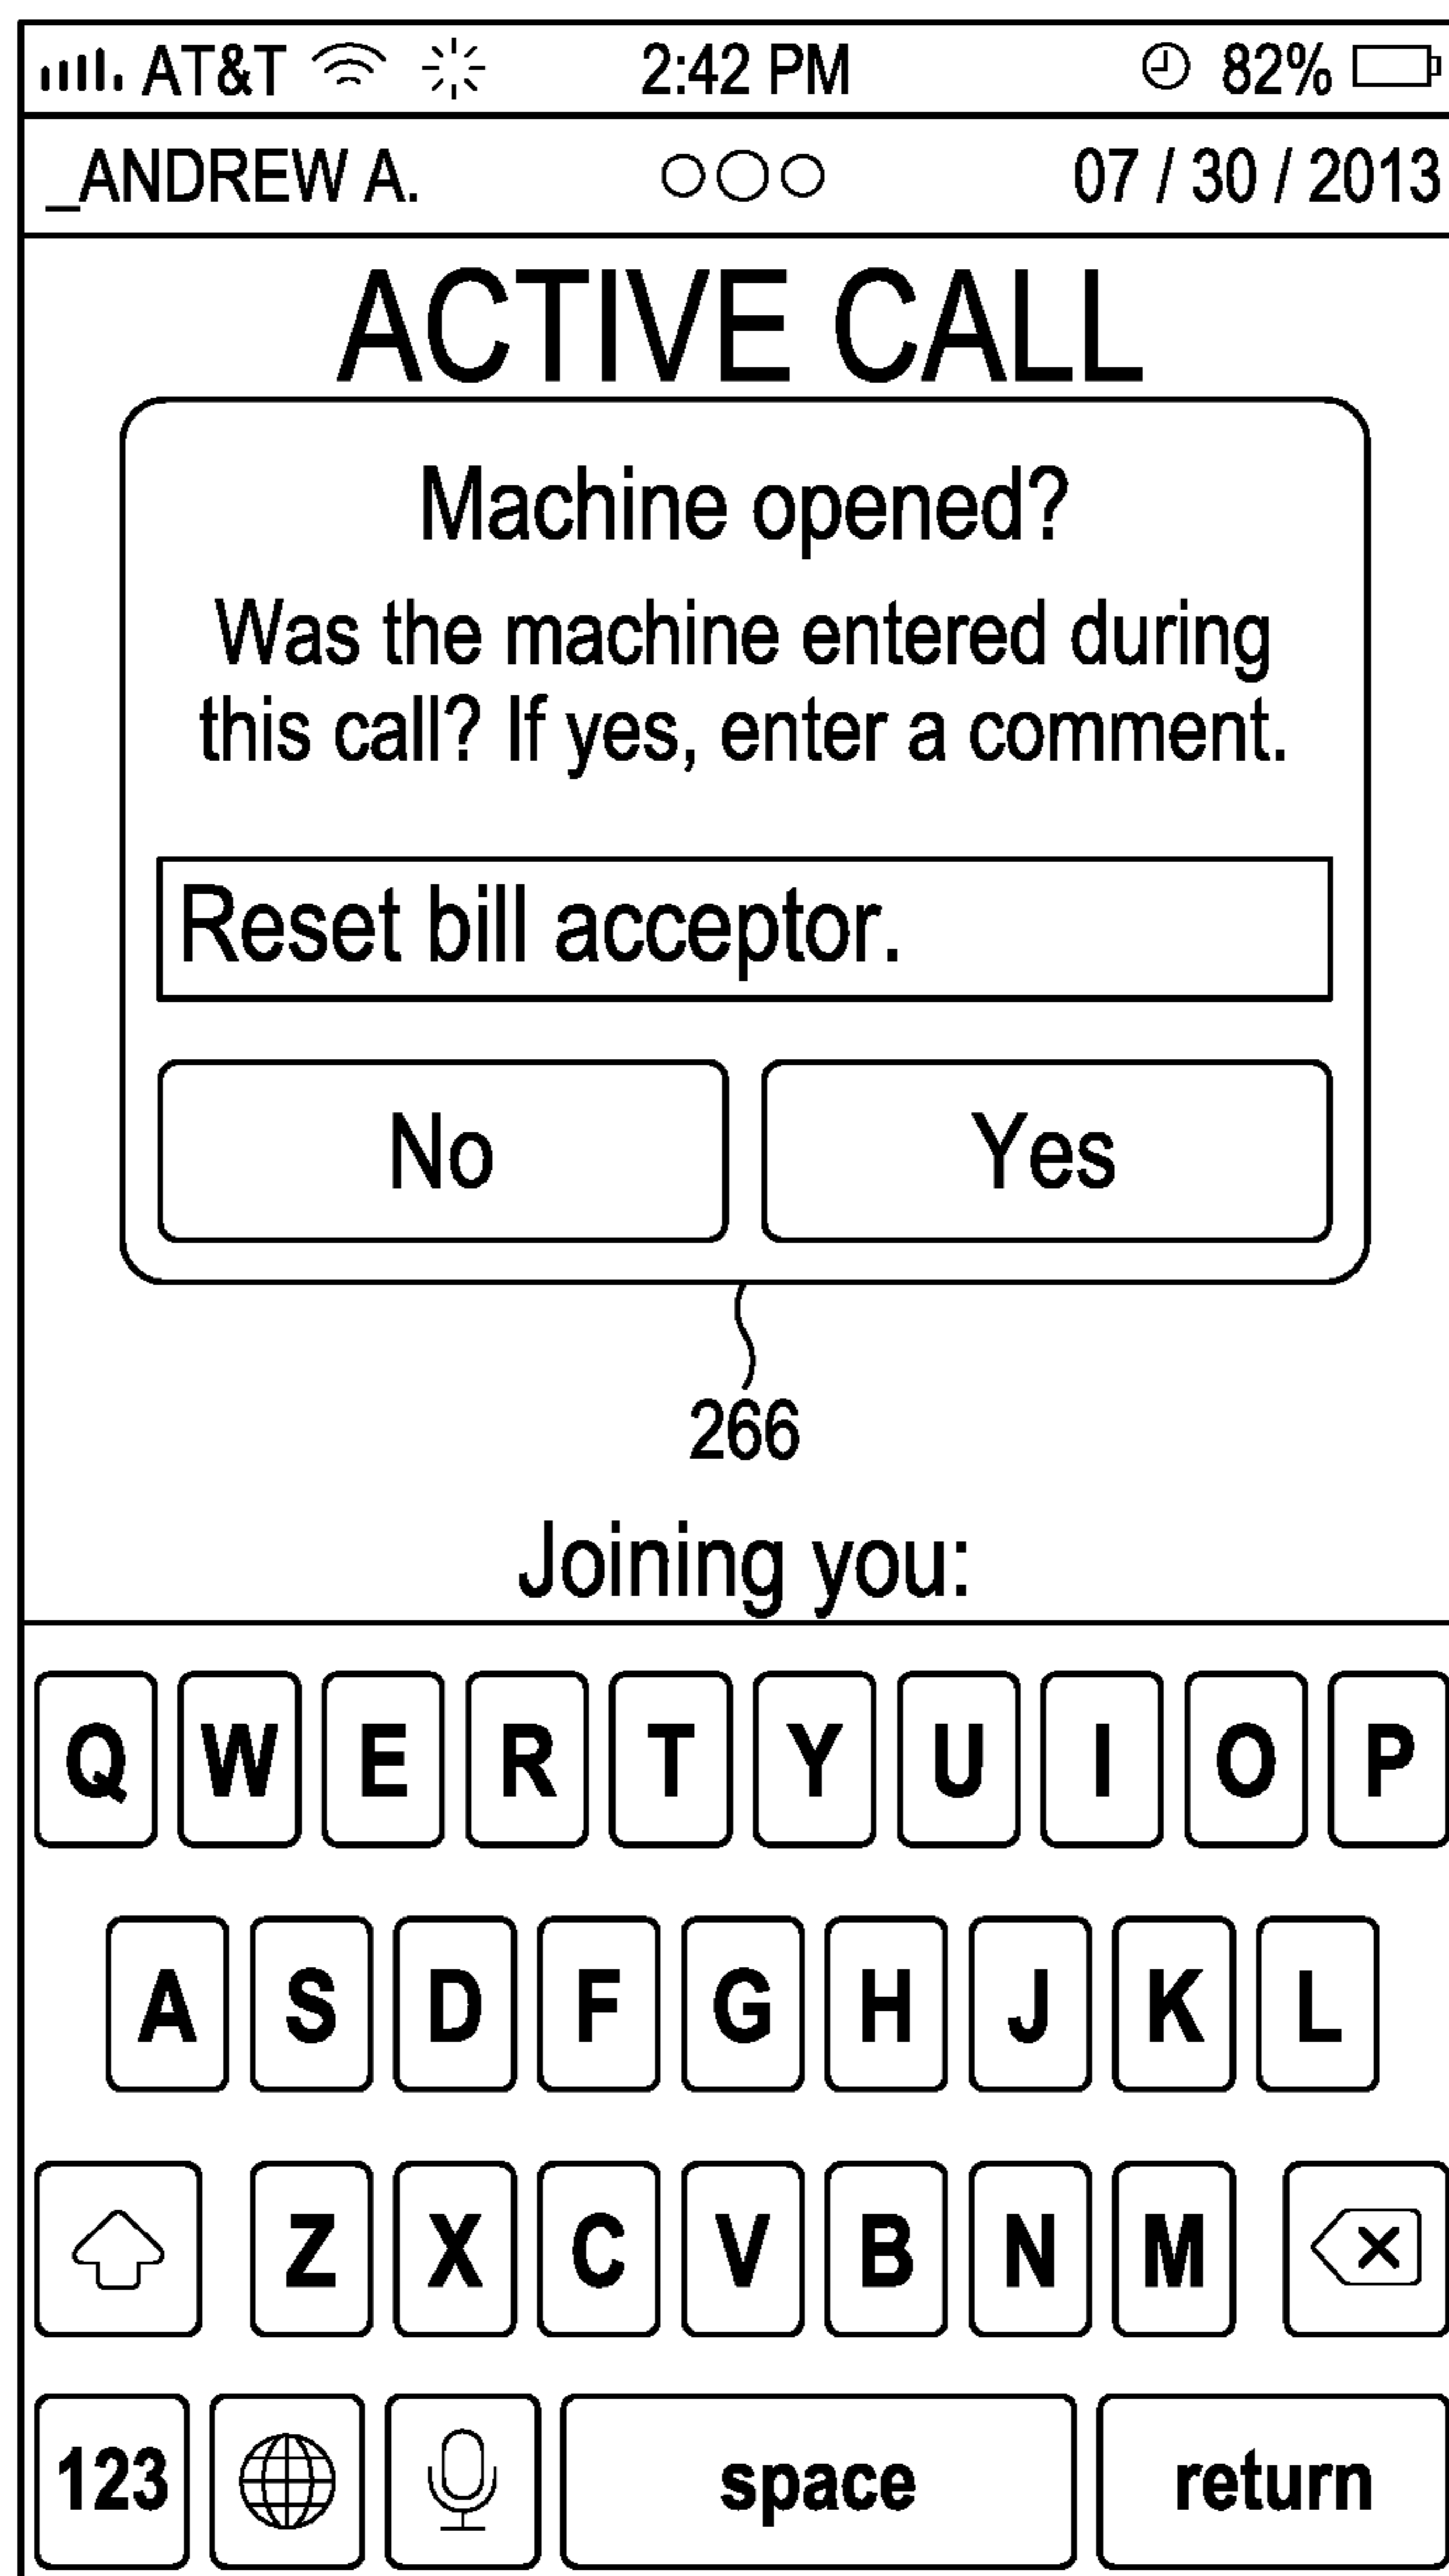 AT&T 2:42 PM 82%
_ANDREW A. 07 / 30 / 2013
ACTIVE CALL
Machine opened?
Was the machine entered during
this call? If yes, enter a comment.
Reset bill acceptor.
No Yes
266
Joining you:
Q W E R T Y U I O P
A S D F G H J K L
Z X C V B N M
123 space return